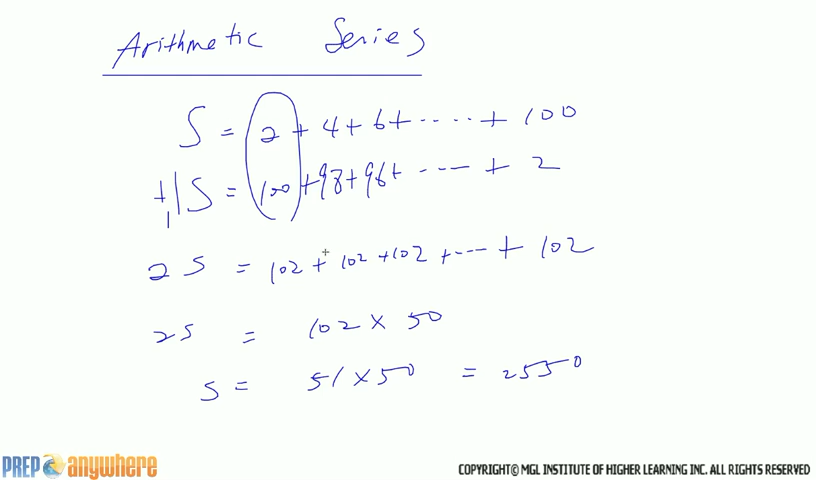 Arithmetic Series
S = 2 + 4 + 6 + ..... + 100
+ S = 100 + 98 + 96 + ..... + 2
2S = 102 + 102 + 102 + ..... + 102
2S = 102 × 50
S = 51 × 50 = 2550
PREP anywhere
COPYRIGHT© MGL INSTITUTE OF HIGHER LEARNING INC. ALL RIGHTS RESERVED